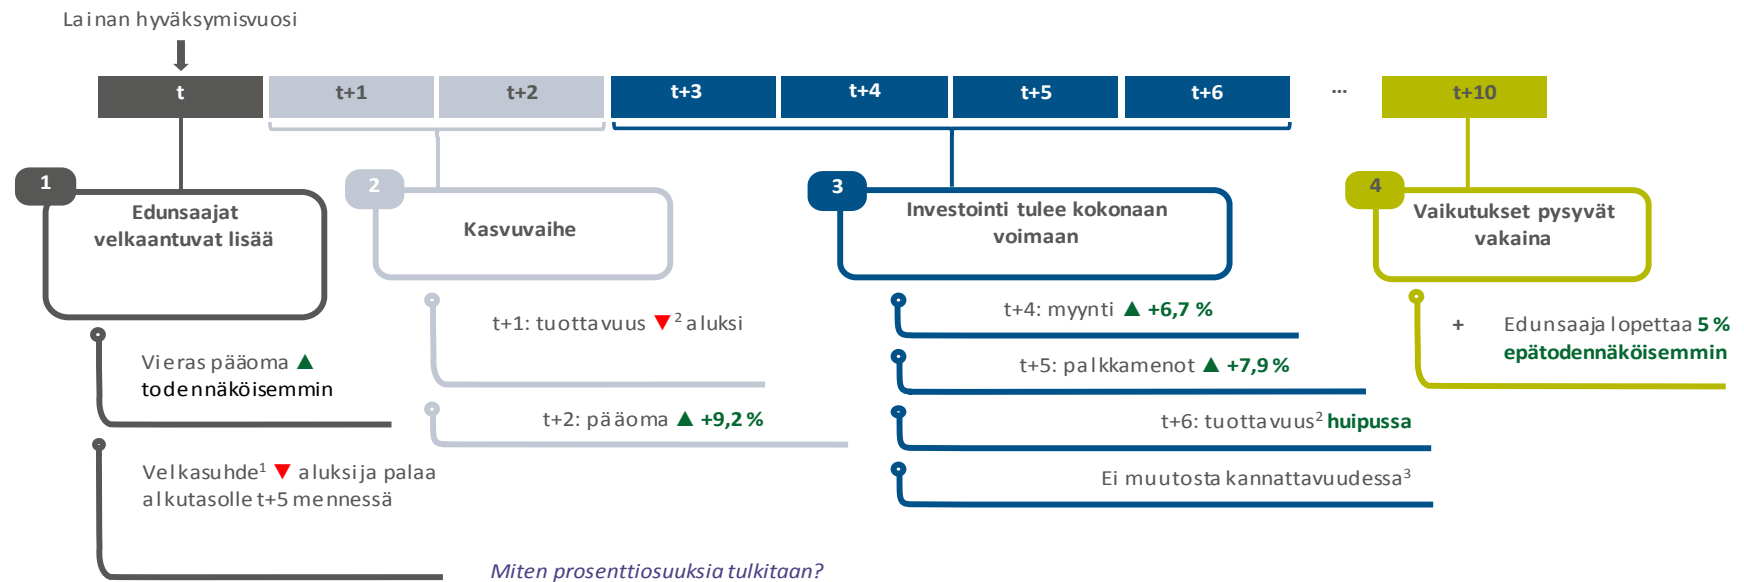 Lainan hyväksymisvuosi
t
t+1
t+2
t+3
t+4
t+5
t+6
...
t+10
1
Edunsaajat
velkaantuvat lisää
2
Kasvuvaihe
3
Investointi tulee kokonaan
voimaan
4
Vaikutukset pysyvät
vakaina
Vieras pääoma ▲
todennäköisemmin
Velkasuhde¹ ▼ aluksi ja palaa
alkutasolle t+5 mennessä
t+1: tuottavuus ▼² aluksi
t+2: pääoma ▲ +9,2 %
t+4: myynti ▲ +6,7 %
t+5: palkkamenot ▲ +7,9 %
t+6: tuottavuus² huipussa
Ei muutosta kannattavuudessa³
+ Edunsaaja lopettaa 5 %
epätodennäköisemmin
Miten prosenttiosuuksia tulkitaan?